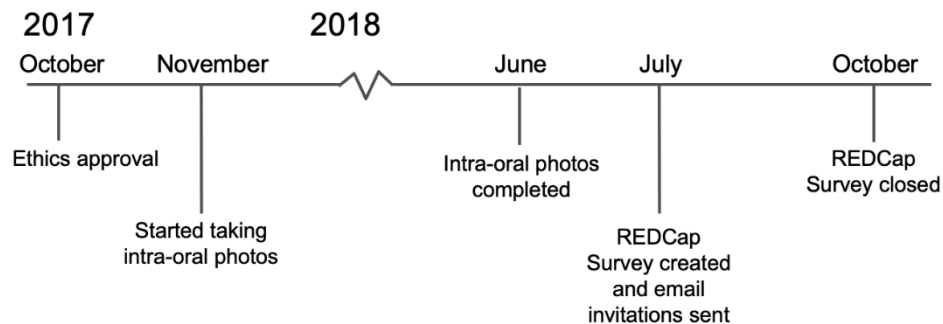 2017
2018
October
November
June
July
October
Ethics approval
Started taking
intra-oral photos
Intra-oral photos
completed
REDCap
Survey created
and email
invitations sent
REDCap
Survey closed